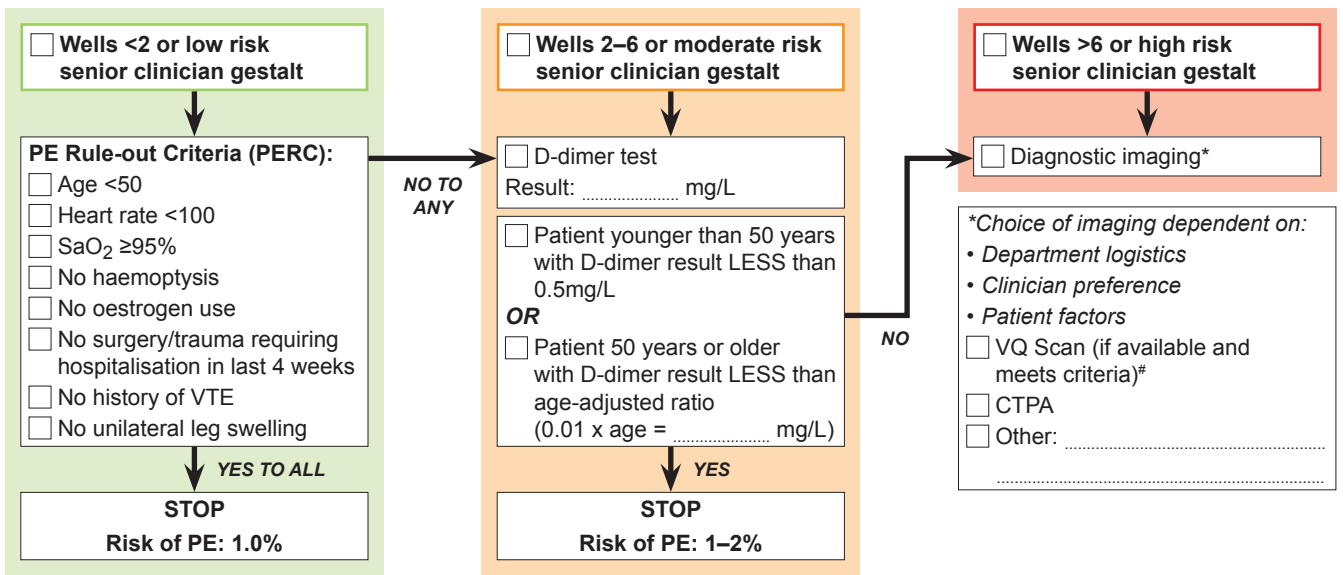 Wells <2 or low risk
senior clinician gestalt
PE Rule-out Criteria (PERC):
Age <50
Heart rate <100
SaO2 ≥95%
No haemoptysis
No oestrogen use
No surgery/trauma requiring
hospitalisation in last 4 weeks
No history of VTE
No unilateral leg swelling
YES TO ALL
STOP
Risk of PE: 1.0%
NO TO
ANY
Wells 2–6 or moderate risk
senior clinician gestalt
D-dimer test
Result: .................... mg/L
Patient younger than 50 years
with D-dimer result LESS than
0.5mg/L
OR
Patient 50 years or older
with D-dimer result LESS than
age-adjusted ratio
(0.01 x age = .................... mg/L)
YES
STOP
Risk of PE: 1–2%
NO
Wells >6 or high risk
senior clinician gestalt
Diagnostic imaging*
*Choice of imaging dependent on:
• Department logistics
• Clinician preference
• Patient factors
VQ Scan (if available and
meets criteria)#
CTPA
Other: ....................